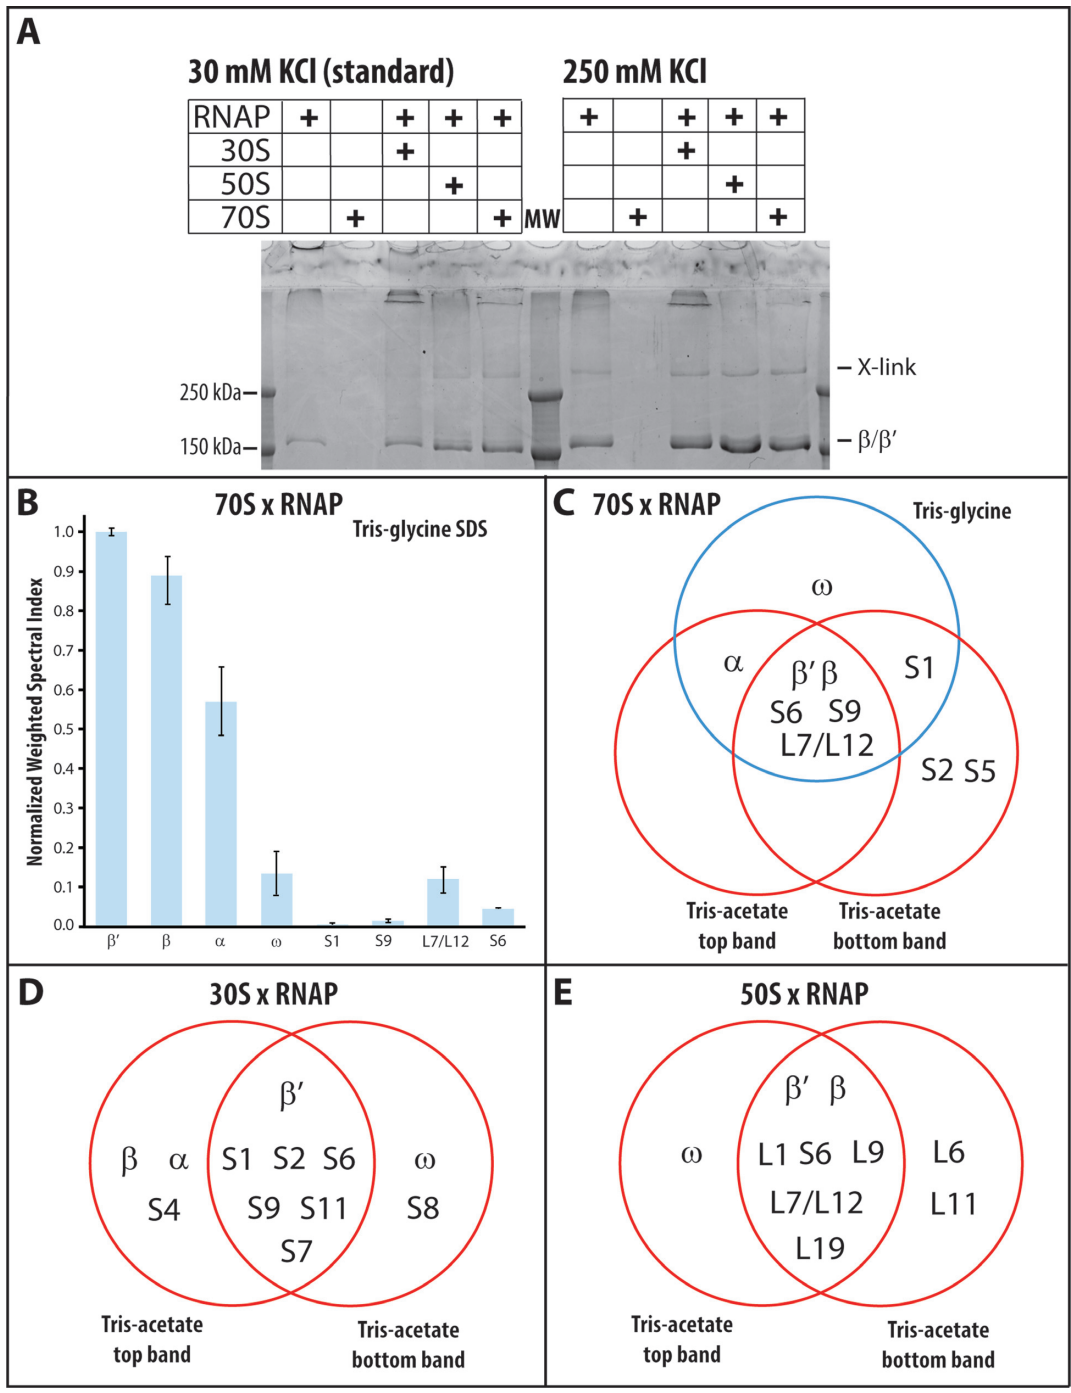 A
30 mM KCl (standard)
250 mM KCl
RNAP + + + + + + + +
30S + +
50S + +
70S + + MW + +
X-link
250 kDa
150 kDa
β/β′
B
70S x RNAP
Tris-glycine SDS
Normalized Weighted Spectral Index
1.0
0.9
0.8
0.7
0.6
0.5
0.4
0.3
0.2
0.1
0.0
β′ β α ω S1 S9 L7/L12 S6
C
70S x RNAP
Tris-glycine
ω
α
β′ β
S1
S6 S9
L7/L12
S2 S5
Tris-acetate
top band
Tris-acetate
bottom band
D
30S x RNAP
β′
β α S1 S2 S6 ω
S4 S9 S11 S8
S7
Tris-acetate
top band
Tris-acetate
bottom band
E
50S x RNAP
β′ β
ω L1 S6 L9 L6
L7/L12 L11
L19
Tris-acetate
top band
Tris-acetate
bottom band